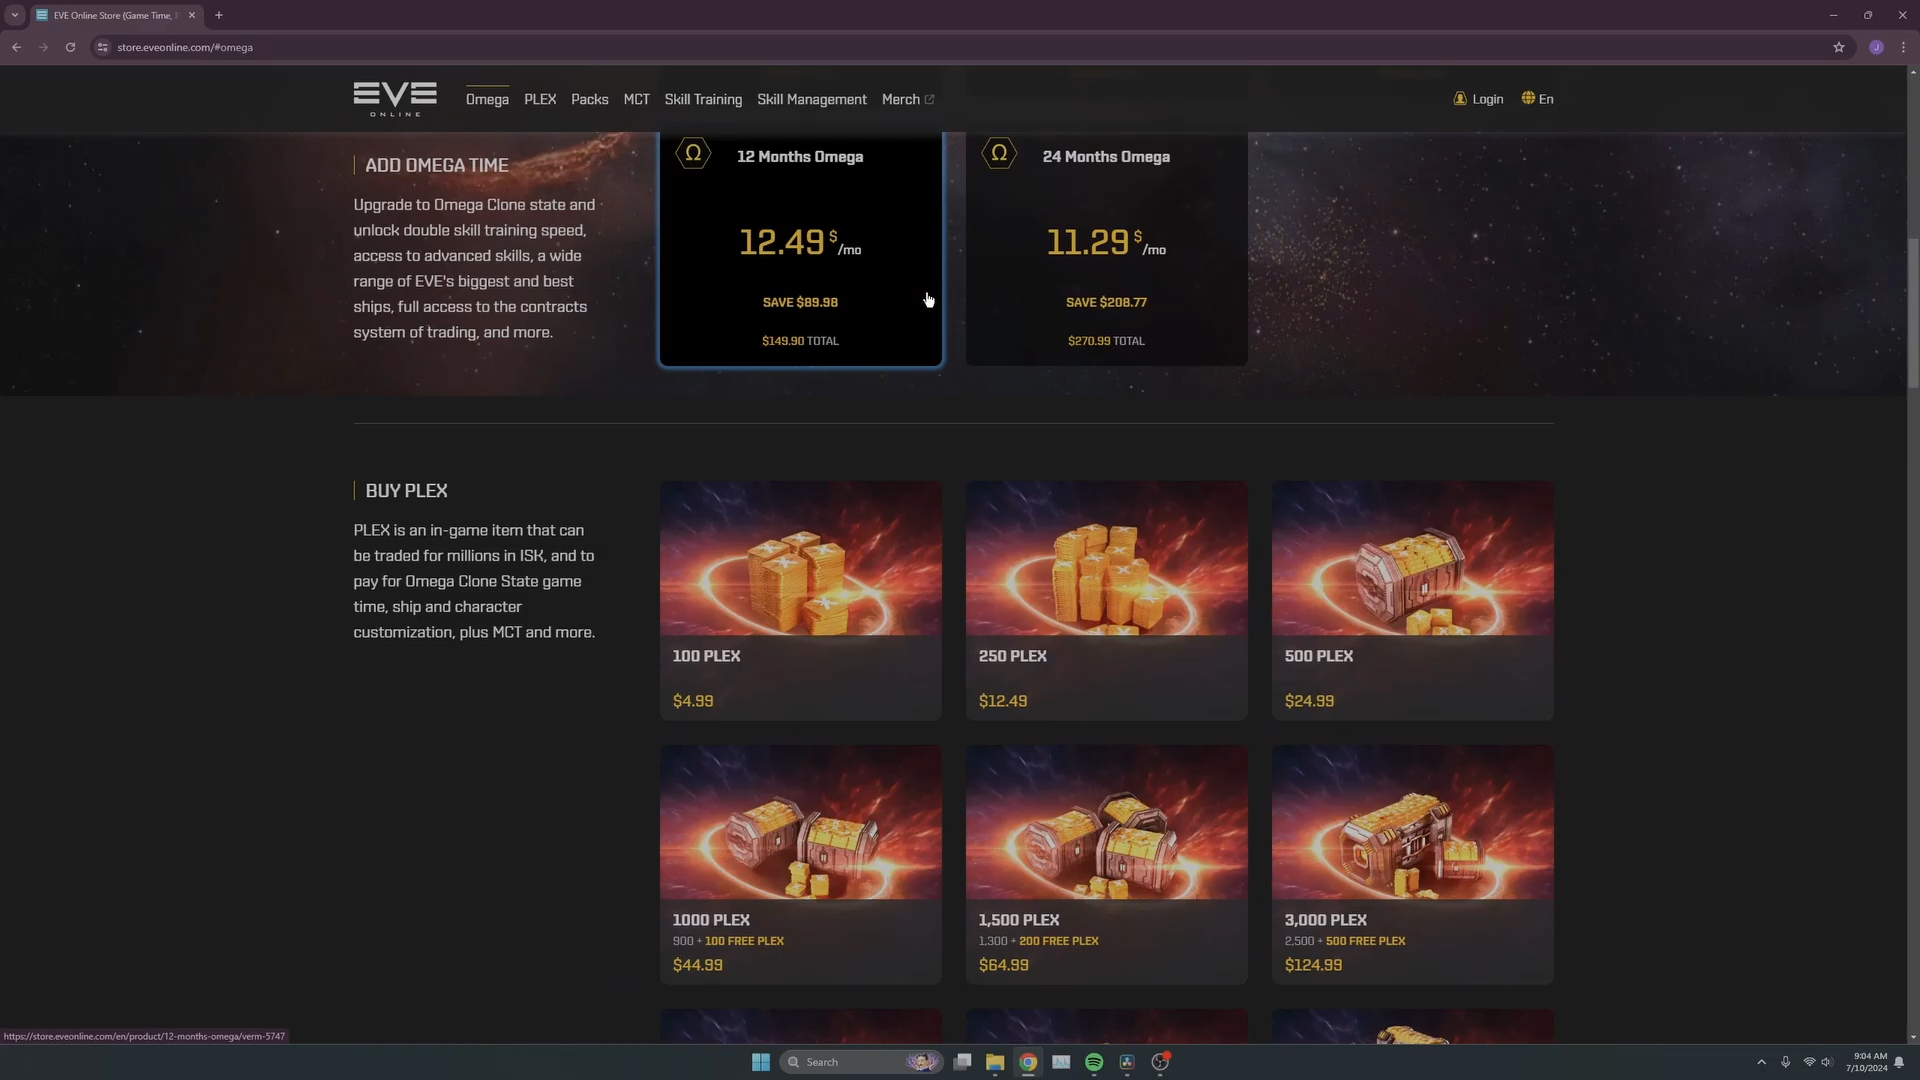 EVE Online Store (Game Time,
store.eveonline.com/#omega
EVE
ONLINE
Omega
PLEX
Packs
MCT
Skill Training
Skill Management
Merch
Login
En
ADD OMEGA TIME
Upgrade to Omega Clone state and
unlock double skill training speed,
access to advanced skills, a wide
range of EVE's biggest and best
ships, full access to the contracts
system of trading, and more.
Ω
12 Months Omega
12.49 $ /mo
SAVE $89.98
$149.90 TOTAL
Ω
24 Months Omega
11.29 $ /mo
SAVE $208.77
$270.99 TOTAL
BUY PLEX
PLEX is an in-game item that can
be traded for millions in ISK, and to
pay for Omega Clone State game
time, ship and character
customization, plus MCT and more.
100 PLEX
$4.99
250 PLEX
$12.49
500 PLEX
$24.99
1000 PLEX
900 + 100 FREE PLEX
$44.99
1,500 PLEX
1,300 + 200 FREE PLEX
$64.99
3,000 PLEX
2,500 + 500 FREE PLEX
$124.99
https://store.eveonline.com/en/product/12-months-omega/verm-5747
Search
9:04 AM
7/10/2024
J